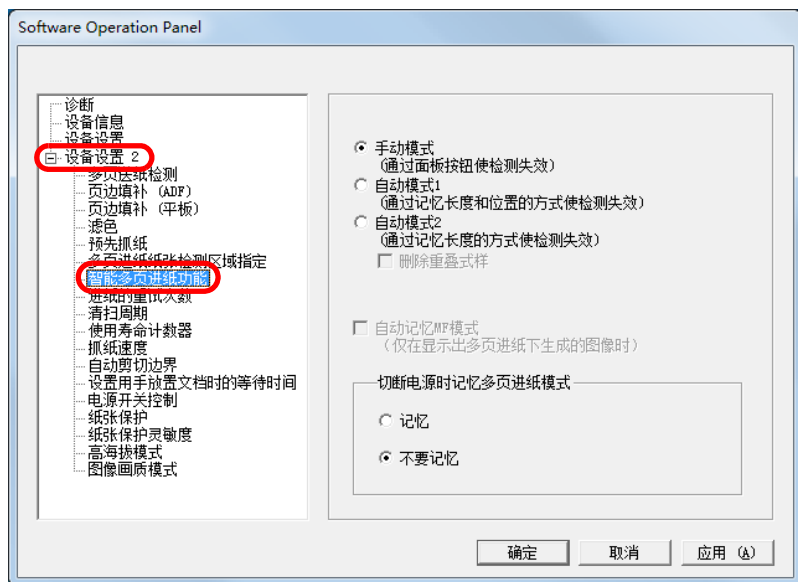 Software Operation Panel
诊断
设备信息
设备设置
设备设置 2
多页送纸检测
页边填补 (ADF)
页边填补 (平板)
滤色
预先抓纸
多页进纸纸张检测区域指定
智能多页进纸功能
进纸的重试次数
清扫周期
使用寿命计数器
抓纸速度
自动剪切边界
设置用手放置文档时的等待时间
电源开关控制
纸张保护
纸张保护灵敏度
高海拔模式
图像画质模式
手动模式
(通过面板按钮使检测失效)
自动模式1
(通过记忆长度和位置的方式使检测失效)
自动模式2
(通过记忆长度的方式使检测失效)
删除重叠式样
自动记忆MF模式
(仅在显示出多页进纸下生成的图像时)
切断电源时记忆多页进纸模式
记忆
不要记忆
确定
取消
应用 (A)